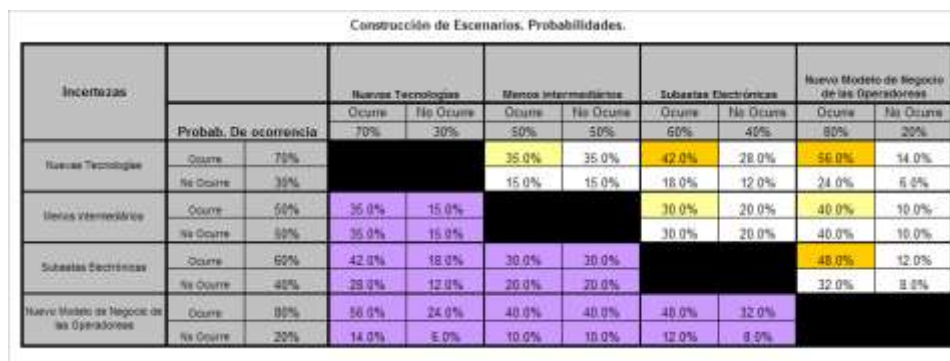 Construcción de Escenarios. Probabilidades.
Incertezas Nuevas Tecnologías Menos Intermediários Subastas Electrónicas Nuevo Modelo de Negocio de las Operadoreas
Ocurre No Ocurre Ocurre No Ocurre Ocurre No Ocurre Ocurre No Ocurre
Probab. De ocorrencia 70% 30% 50% 50% 60% 40% 80% 20%
Nuevas Tecnologías Ocurre 70% 35.0% 35.0% 42.0% 28.0% 56.0% 14.0%
No Ocurre 30% 15.0% 15.0% 18.0% 12.0% 24.0% 6.0%
Menos Intermediários Ocurre 50% 35.0% 15.0% 30.0% 20.0% 40.0% 10.0%
No Ocurre 50% 35.0% 15.0% 30.0% 20.0% 40.0% 10.0%
Subastas Electrónicas Ocurre 60% 42.0% 18.0% 30.0% 30.0% 48.0% 12.0%
No Ocurre 40% 28.0% 12.0% 20.0% 20.0% 32.0% 8.0%
Nuevo Modelo de Negocio de las Operadoreas Ocurre 80% 56.0% 24.0% 40.0% 40.0% 48.0% 32.0%
No Ocurre 20% 14.0% 6.0% 10.0% 10.0% 12.0% 8.0%